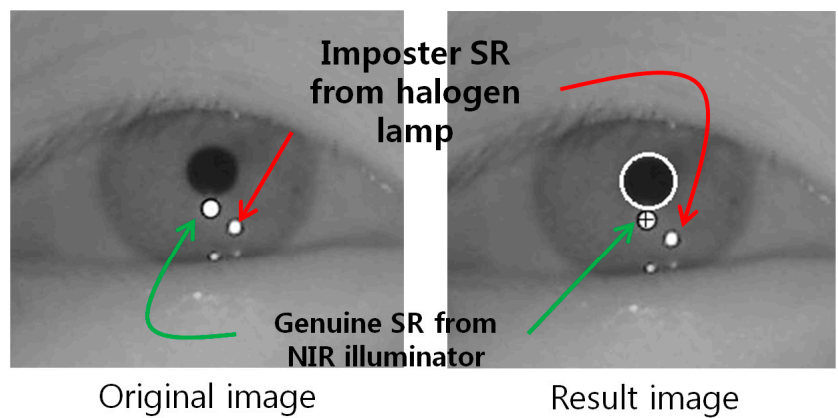 Imposter SR
from halogen
lamp
Genuine SR from
NIR illuminator
Original image
Result image